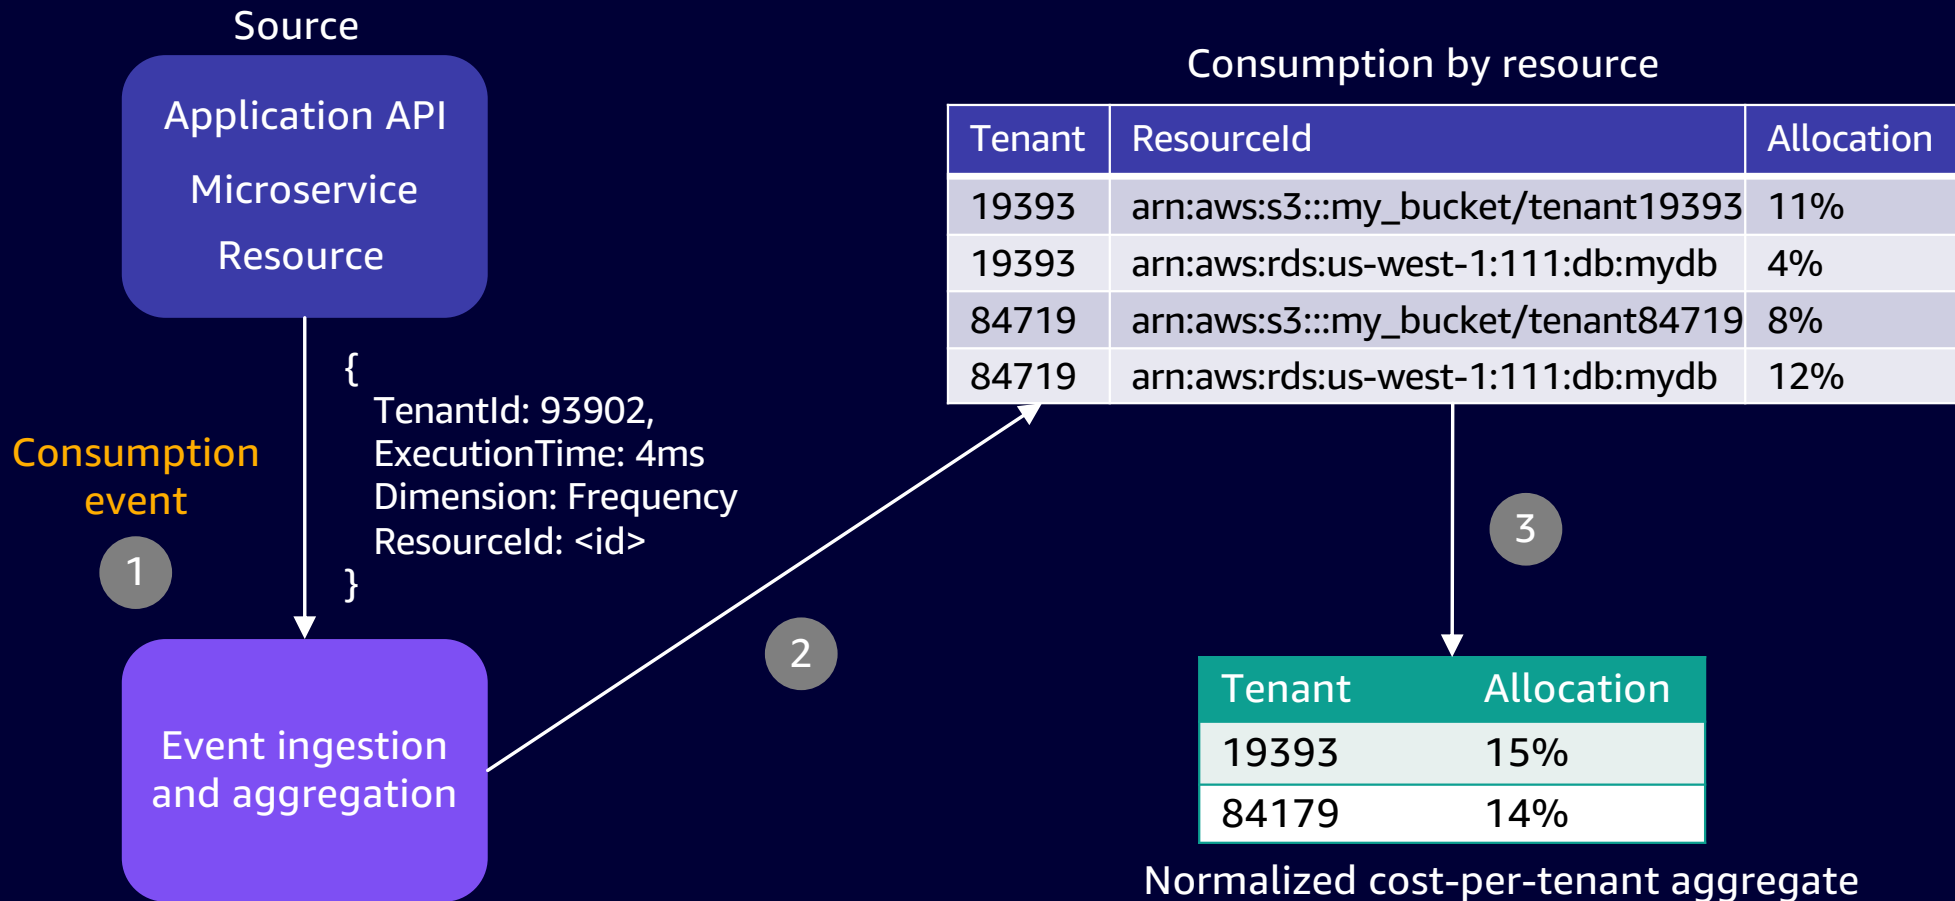 Source
Application API
Microservice
Resource
Consumption
event
1
{
TenantId: 93902,
ExecutionTime: 4ms
Dimension: Frequency
ResourceId: <id>
}
Event ingestion
and aggregation
2
Consumption by resource
Tenant ResourceId Allocation
19393 arn:aws:s3:::my_bucket/tenant19393 11%
19393 arn:aws:rds:us-west-1:111:db:mydb 4%
84719 arn:aws:s3:::my_bucket/tenant84719 8%
84719 arn:aws:rds:us-west-1:111:db:mydb 12%
3
Tenant Allocation
19393 15%
84179 14%
Normalized cost-per-tenant aggregate